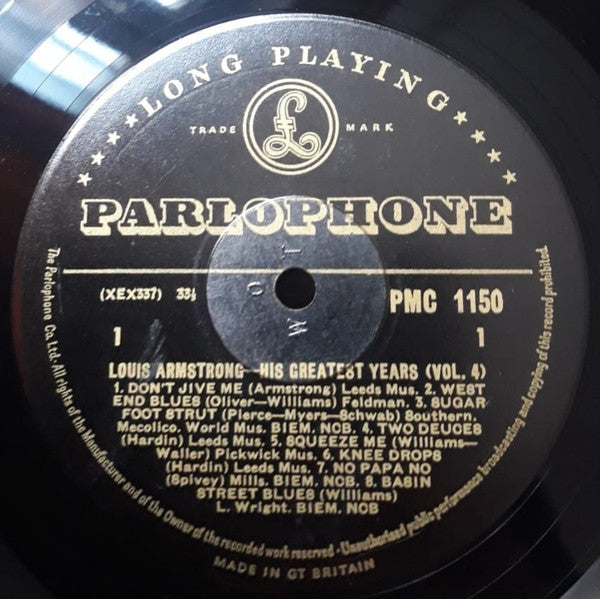 ★★★★★LONG PLAYING★★★★★
TRADE MARK
£
PARLOPHONE
(XEX337) 33⅓
PMC 1150
1 1
M O I
LOUIS ARMSTRONG—HIS GREATEST YEARS (VOL. 4)
1. DON'T JIVE ME (Armstrong) Leeds Mus. 2. WEST
END BLUES (Oliver—Williams) Feldman. 3. SUGAR
FOOT STRUT (Pierce—Myers—Schwab) Southern.
Mecolico. World Mus. BIEM. NOB. 4. TWO DEUCES
(Hardin) Leeds Mus. 5. SQUEEZE ME (Williams—
Waller) Pickwick Mus. 6. KNEE DROPS
(Hardin) Leeds Mus. 7. NO PAPA NO
(Spivey) Mills. BIEM. NOB. 8. BASIN
STREET BLUES (Williams)
L. Wright. BIEM. NOB
The Parlophone Co. Ltd. All rights of the Manufacturer and of the Owner of the recorded work reserved - Unauthorised public performance broadcasting and copying of this record prohibited.
MADE IN GT BRITAIN